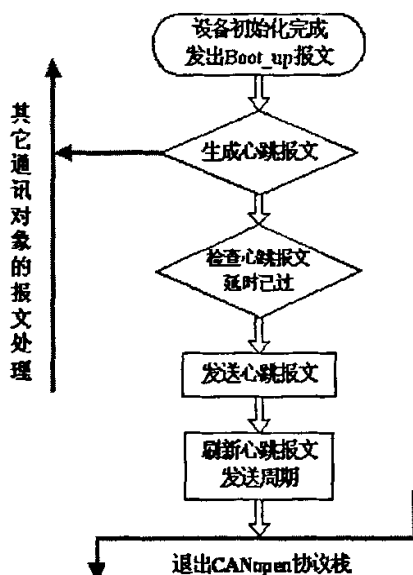 设备初始化完成
发出Boot_up报文
其它通讯对象的报文处理
生成心跳报文
检查心跳报文
延时已过
发送心跳报文
刷新心跳报文
发送周期
退出CANopen协议栈